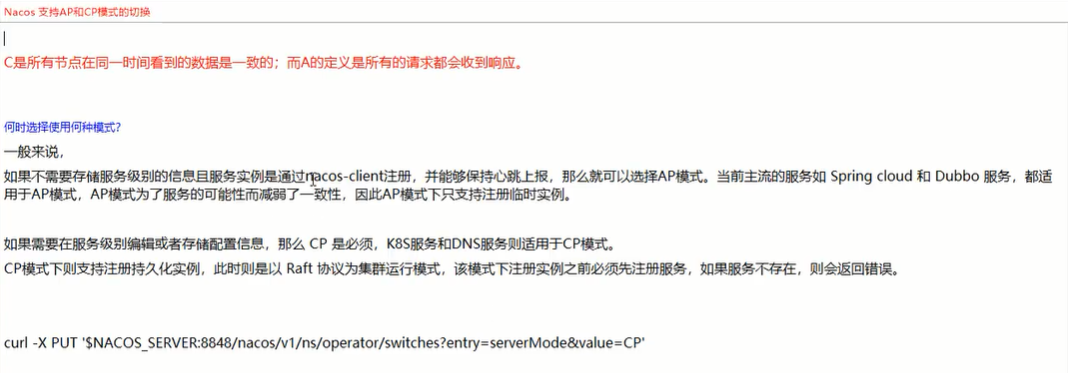 Nacos 支持AP和CP模式的切换
C是所有节点在同一时间看到的数据是一致的；而A的定义是所有的请求都会收到响应。
何时选择使用何种模式?
一般来说，
如果不需要存储服务级别的信息且服务实例是通过nacos-client注册，并能够保持心跳上报，那么就可以选择AP模式。当前主流的服务如 Spring cloud 和 Dubbo 服务，都适
用于AP模式，AP模式为了服务的可能性而减弱了一致性，因此AP模式下只支持注册临时实例。
如果需要在服务级别编辑或者存储配置信息，那么 CP 是必须，K8S服务和DNS服务则适用于CP模式。
CP模式下则支持注册持久化实例，此时则是以 Raft 协议为集群运行模式，该模式下注册实例之前必须先注册服务，如果服务不存在，则会返回错误。
curl -X PUT '$NACOS_SERVER:8848/nacos/v1/ns/operator/switches?entry=serverMode&value=CP'